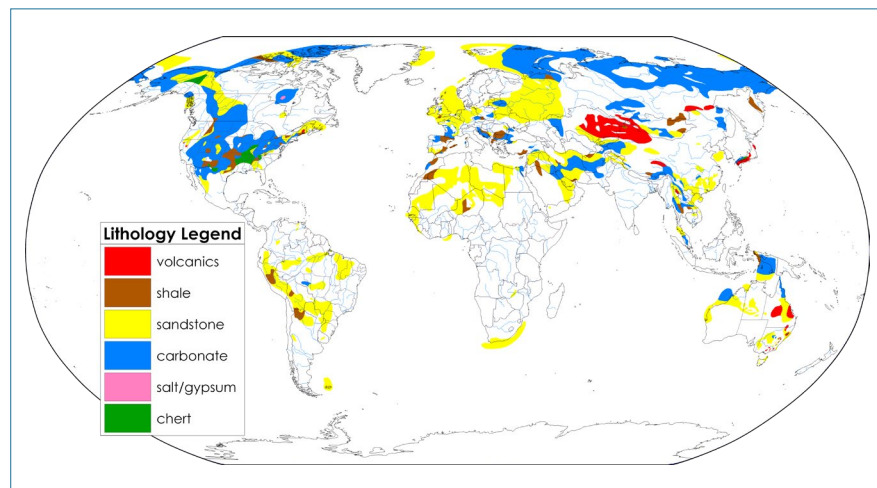 Lithology Legend
volcanics
shale
sandstone
carbonate
salt/gypsum
chert